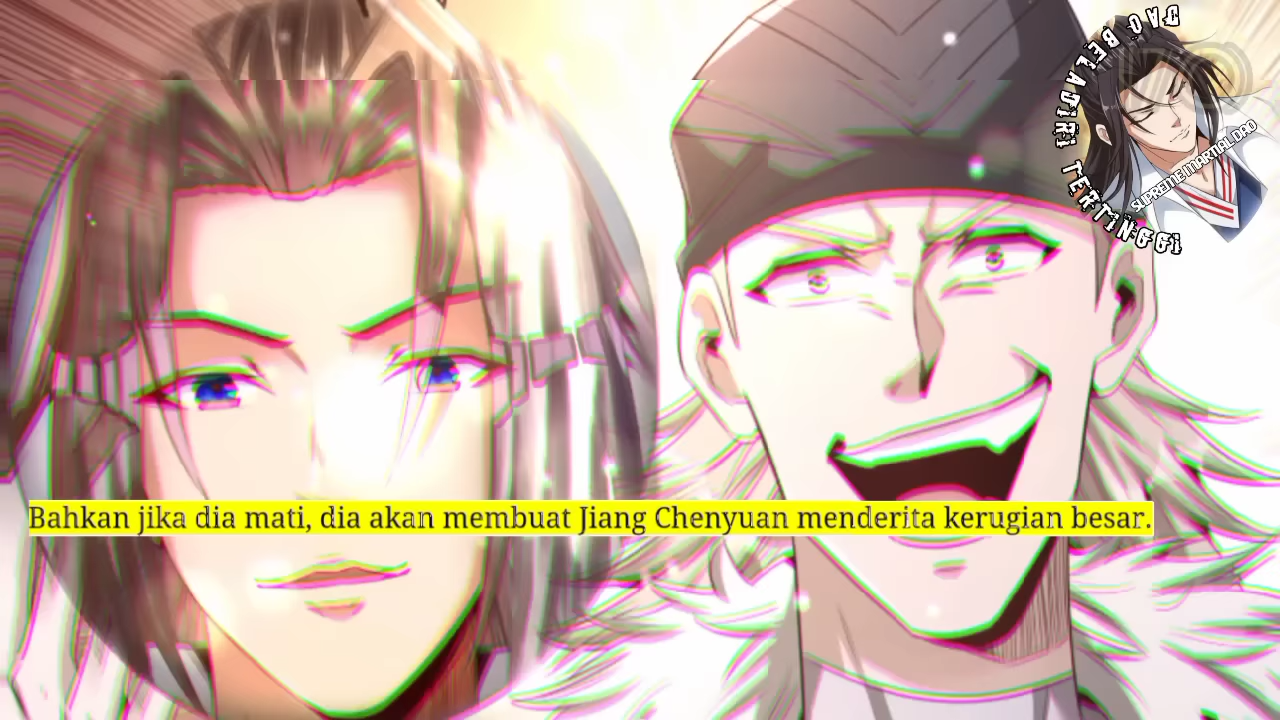 DAO BELADIRI TERTINGGI
SUPREME MARTIAL DAO
Bahkan jika dia mati, dia akan membuat Jiang Chenyuan menderita kerugian besar.